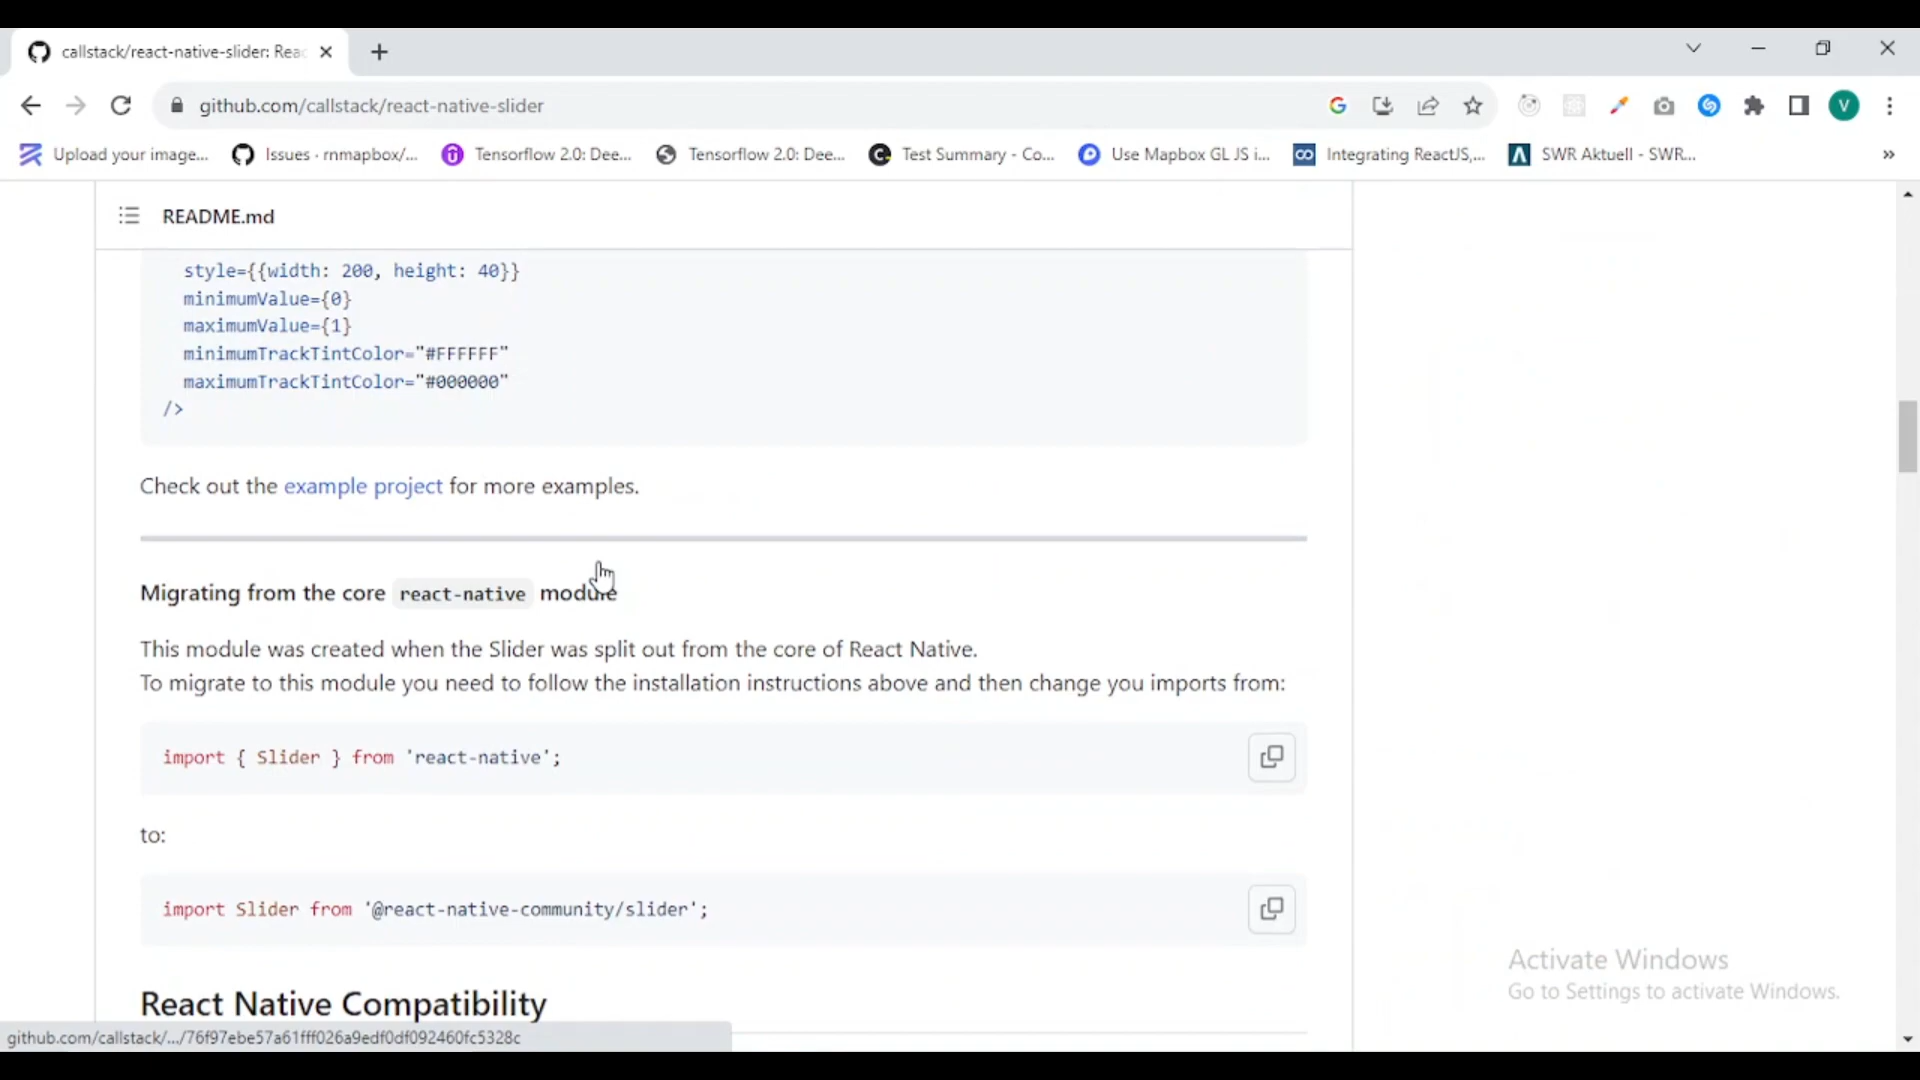 callstack/react-native-slider: Reac
github.com/callstack/react-native-slider
V
Upload your image...
Issues · rnmapbox/...
Tensorflow 2.0: Dee...
Tensorflow 2.0: Dee...
Test Summary - Co...
Use Mapbox GL JS i...
Integrating ReactJS,...
SWR Aktuell - SWR...
README.md
style={{width: 200, height: 40}}
minimumValue={0}
maximumValue={1}
minimumTrackTintColor="#FFFFFF"
maximumTrackTintColor="#000000"
/>
Check out the example project for more examples.
Migrating from the core react-native module
This module was created when the Slider was split out from the core of React Native.
To migrate to this module you need to follow the installation instructions above and then change you imports from:
import { Slider } from 'react-native';
to:
import Slider from '@react-native-community/slider';
React Native Compatibility
Activate Windows
Go to Settings to activate Windows.
github.com/callstack/.../76f97ebe57a61fff026a9edf0df092460fc5328c